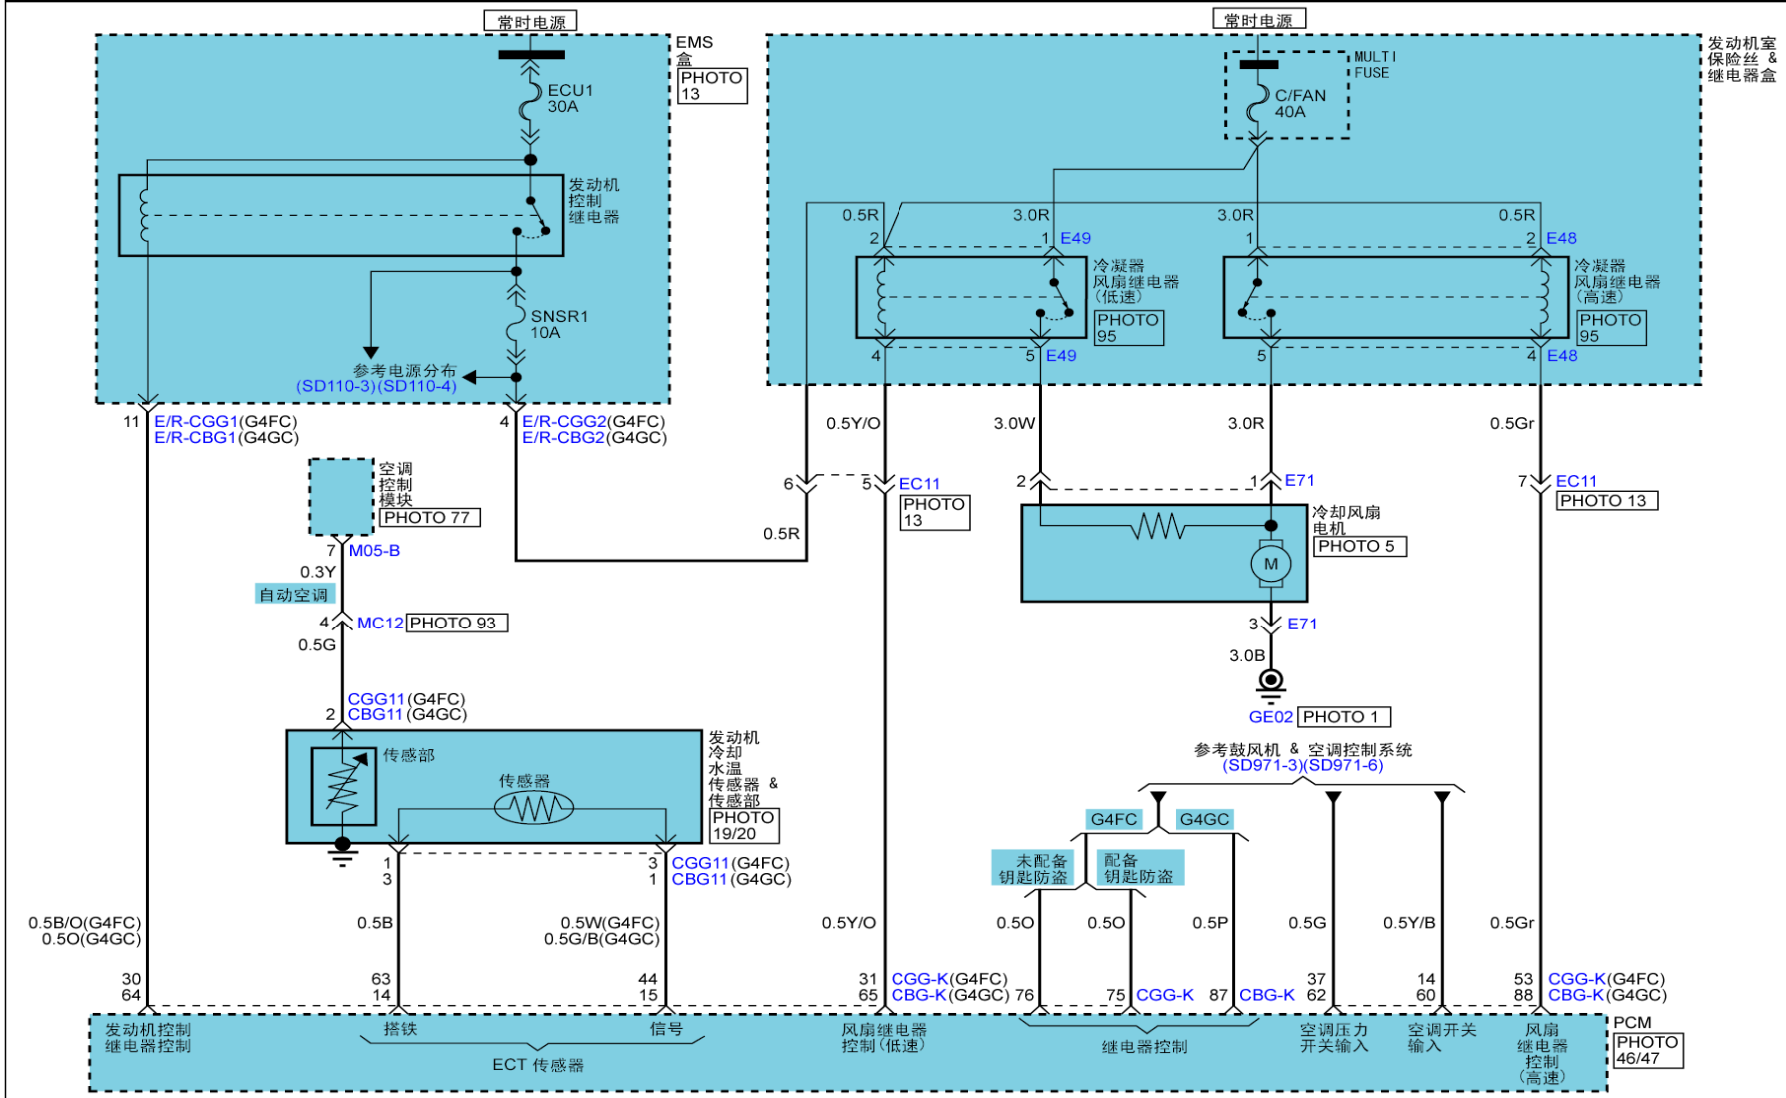 常时电源
常时电源
EMS
盒
PHOTO
13
ECU1
30A
发动机
控制
继电器
SNSR1
10A
参考电源分布
(SD110-3)(SD110-4)
发动机室
保险丝 &
继电器盒
MULTI
FUSE
C/FAN
40A
0.5R
3.0R
3.0R
0.5R
2
1
E49
1
2
E48
冷凝器
风扇继电器
(低速)
PHOTO
95
冷凝器
风扇继电器
(高速)
PHOTO
95
4
5
E49
5
4
E48
11
E/R-CGG1(G4FC)
E/R-CBG1(G4GC)
4
E/R-CGG2(G4FC)
E/R-CBG2(G4GC)
0.5Y/O
3.0W
3.0R
0.5Gr
空调
控制
模块
PHOTO 77
6
5
EC11
PHOTO
13
2
1
E71
7
EC11
PHOTO 13
0.5R
冷却风扇
电机
PHOTO 5
M
7
M05-B
0.3Y
自动空调
4
MC12
PHOTO 93
0.5G
3
E71
3.0B
GE02
PHOTO 1
CGG11(G4FC)
2
CBG11(G4GC)
传感部
传感器
发动机
冷却
水温
传感器 &
传感部
PHOTO
19/20
参考鼓风机 & 空调控制系统
(SD971-3)(SD971-6)
G4FC
G4GC
未配备
钥匙防盗
配备
钥匙防盗
1
3
3
1
CGG11(G4FC)
CBG11(G4GC)
0.5B/O(G4FC)
0.5O(G4GC)
0.5B
0.5W(G4FC)
0.5G/B(G4GC)
0.5Y/O
0.5O
0.5O
0.5P
0.5G
0.5Y/B
0.5Gr
30
64
63
14
44
15
31
65
CGG-K(G4FC)
CBG-K(G4GC)
76
75
CGG-K
87
CBG-K
37
62
14
60
53
88
CGG-K(G4FC)
CBG-K(G4GC)
发动机控制
继电器控制
搭铁
信号
ECT 传感器
风扇继电器
控制(低速)
继电器控制
空调压力
开关输入
空调开关
输入
风扇
继电器
控制
(高速)
PCM
PHOTO
46/47